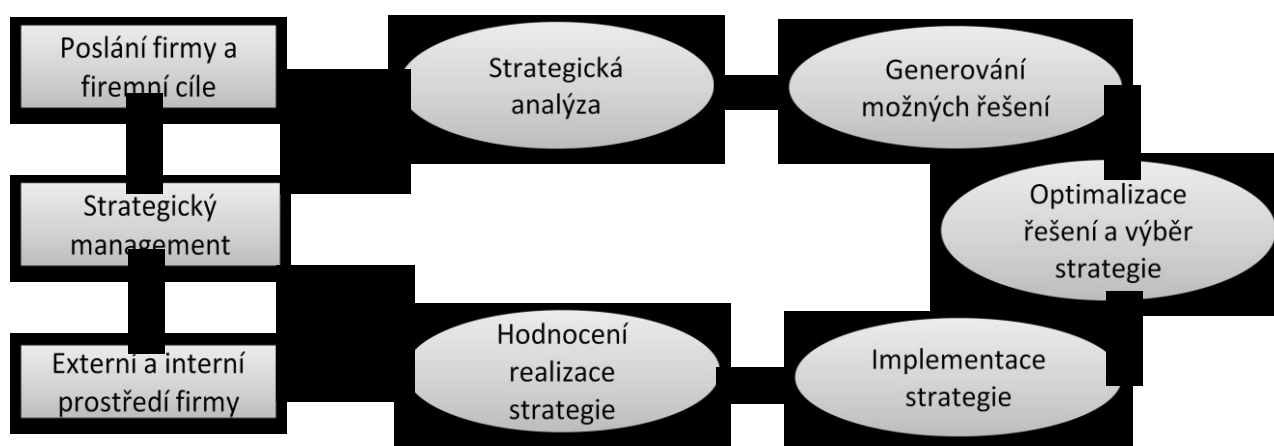 Poslání firmy a
firemní cíle
Strategická
analýza
Generování
možných řešení
Strategický
management
Optimalizace
řešení a výběr
strategie
Externí a interní
prostředí firmy
Hodnocení
realizace
strategie
Implementace
strategie